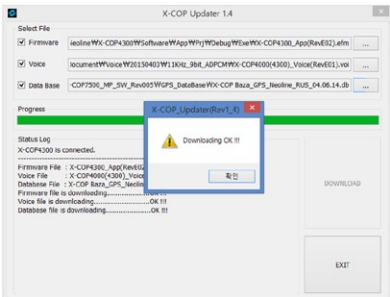 X-COP Updater 1.4
Select File
Firmware
ieoline₩X-COP4300₩Software₩App₩Prj₩Debug₩Exe₩X-COP4300_App(RevE02).efm
...
Voice
ocument₩Voice₩20150403₩11KHz_9bit_ADPCM₩X-COP4000(4300)_Voice(RevE01).voi
...
Data Base
-COP7500_MP_SW_Rev005₩GPS_DataBase₩X-COP Baza_GPS_Neoline_RUS_04.06.14.db
...
Progress
X-COP_Updater(Rev1_4)
Downloading OK !!!
확인
Status Log
X-COP4300 is connected.
Firmware File : X-COP4300_App(RevE02
Voice File : X-COP4000(4300)_Voice
Database File : X-COP Baza_GPS_Neolin
Firmware file is downloading..................OK !!!
Voice file is downloading......................OK !!!
Database file is downloading..................OK !!!
DOWNLOAD
EXIT